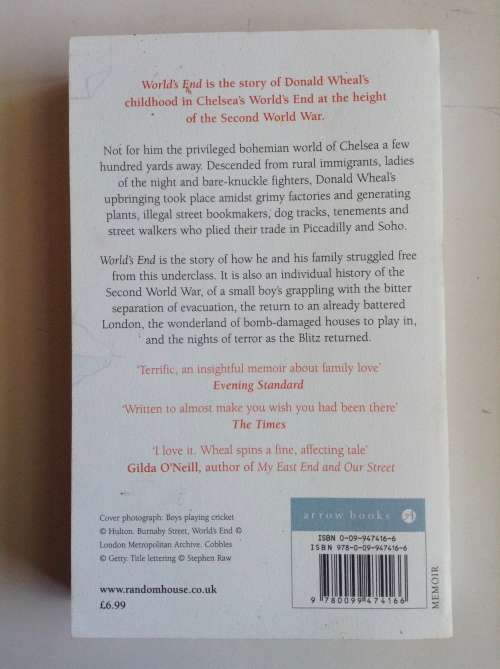 World's End is the story of Donald Wheal's
childhood in Chelsea's World's End at the height
of the Second World War.
Not for him the privileged bohemian world of Chelsea a few
hundred yards away. Descended from rural immigrants, ladies
of the night and bare-knuckle fighters, Donald Wheal's
upbringing took place amidst grimy factories and generating
plants, illegal street bookmakers, dog tracks, tenements and
street walkers who plied their trade in Piccadilly and Soho.
World's End is the story of how he and his family struggled free
from this underclass. It is also an individual history of the
Second World War, of a small boy's grappling with the bitter
separation of evacuation, the return to an already battered
London, the wonderland of bomb-damaged houses to play in,
and the nights of terror as the Blitz returned.
'Terrific, an insightful memoir about family love'
Evening Standard
'Written to almost make you wish you had been there'
The Times
'I love it. Wheal spins a fine, affecting tale'
Gilda O'Neill, author of My East End and Our Street
Cover photograph: Boys playing cricket
© Hulton. Burnaby Street, World's End ©
London Metropolitan Archive. Cobbles
© Getty. Title lettering © Stephen Raw
www.randomhouse.co.uk
£6.99
arrow books
ISBN 0-09-947416-6
ISBN 978-0-09-947416-6
9 780099 474166
MEMOIR